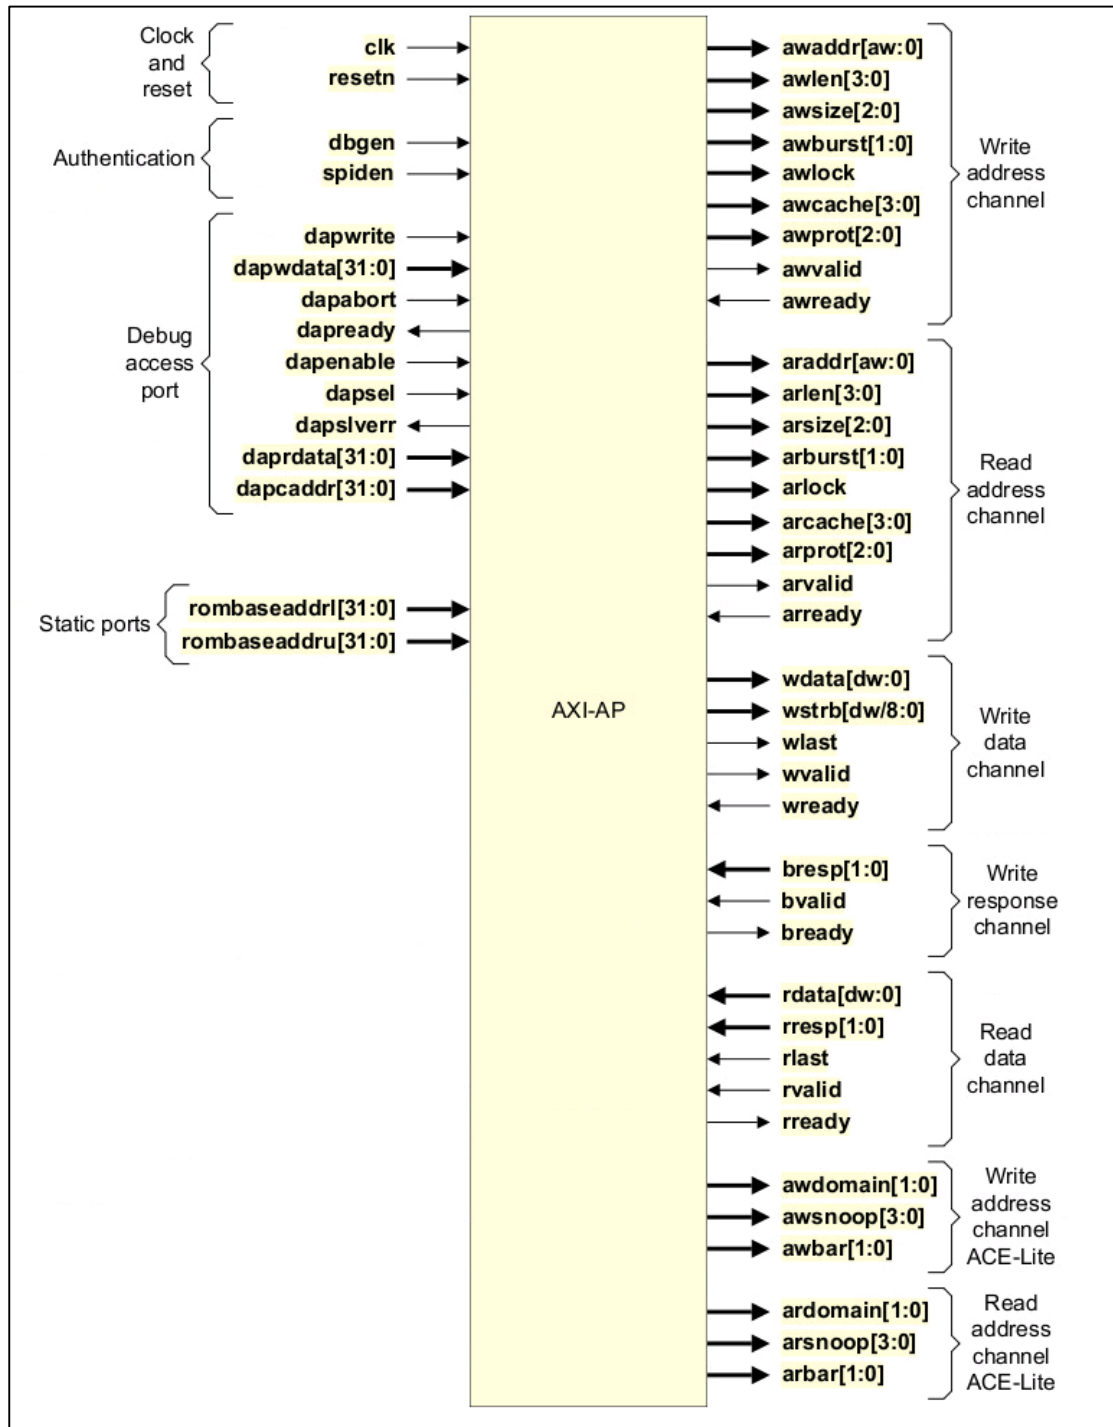 Clock
and
reset
clk
resetn
Authentication
dbgen
spiden
Debug
access
port
dapwrite
dapwdata[31:0]
dapabort
dapready
dapenable
dapsel
dapslverr
daprdata[31:0]
dapcaddr[31:0]
Static ports
rombaseaddrl[31:0]
rombaseaddru[31:0]
AXI-AP
awaddr[aw:0]
awlen[3:0]
awsize[2:0]
awburst[1:0]
awlock
awcache[3:0]
awprot[2:0]
awvalid
awready
Write
address
channel
araddr[aw:0]
arlen[3:0]
arsize[2:0]
arburst[1:0]
arlock
arcache[3:0]
arprot[2:0]
arvalid
arready
Read
address
channel
wdata[dw:0]
wstrb[dw/8:0]
wlast
wvalid
wready
Write
data
channel
bresp[1:0]
bvalid
bready
Write
response
channel
rdata[dw:0]
rresp[1:0]
rlast
rvalid
rready
Read
data
channel
awdomain[1:0]
awsnoop[3:0]
awbar[1:0]
Write
address
channel
ACE-Lite
ardomain[1:0]
arsnoop[3:0]
arbar[1:0]
Read
address
channel
ACE-Lite